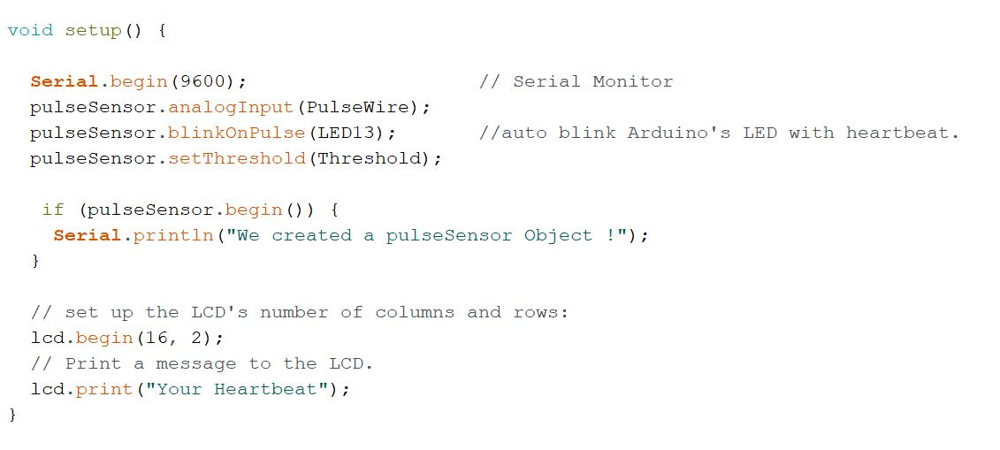 void setup() {
Serial.begin(9600); // Serial Monitor
pulseSensor.analogInput(PulseWire);
pulseSensor.blinkOnPulse(LED13); //auto blink Arduino's LED with heartbeat.
pulseSensor.setThreshold(Threshold);
if (pulseSensor.begin()) {
Serial.println("We created a pulseSensor Object !");
}
// set up the LCD's number of columns and rows:
lcd.begin(16, 2);
// Print a message to the LCD.
lcd.print("Your Heartbeat");
}